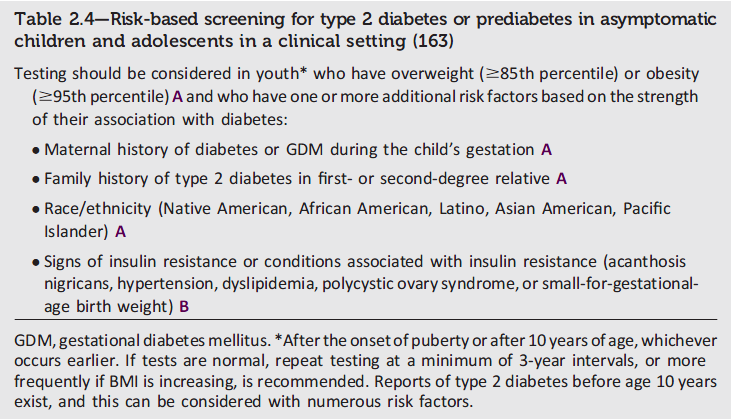 Table 2.4—Risk-based screening for type 2 diabetes or prediabetes in asymptomatic
children and adolescents in a clinical setting (163)
Testing should be considered in youth* who have overweight (≥85th percentile) or obesity
(≥95th percentile) A and who have one or more additional risk factors based on the strength
of their association with diabetes:
• Maternal history of diabetes or GDM during the child’s gestation A
• Family history of type 2 diabetes in first- or second-degree relative A
• Race/ethnicity (Native American, African American, Latino, Asian American, Pacific
Islander) A
• Signs of insulin resistance or conditions associated with insulin resistance (acanthosis
nigricans, hypertension, dyslipidemia, polycystic ovary syndrome, or small-for-gestational-
age birth weight) B
GDM, gestational diabetes mellitus. *After the onset of puberty or after 10 years of age, whichever
occurs earlier. If tests are normal, repeat testing at a minimum of 3-year intervals, or more
frequently if BMI is increasing, is recommended. Reports of type 2 diabetes before age 10 years
exist, and this can be considered with numerous risk factors.